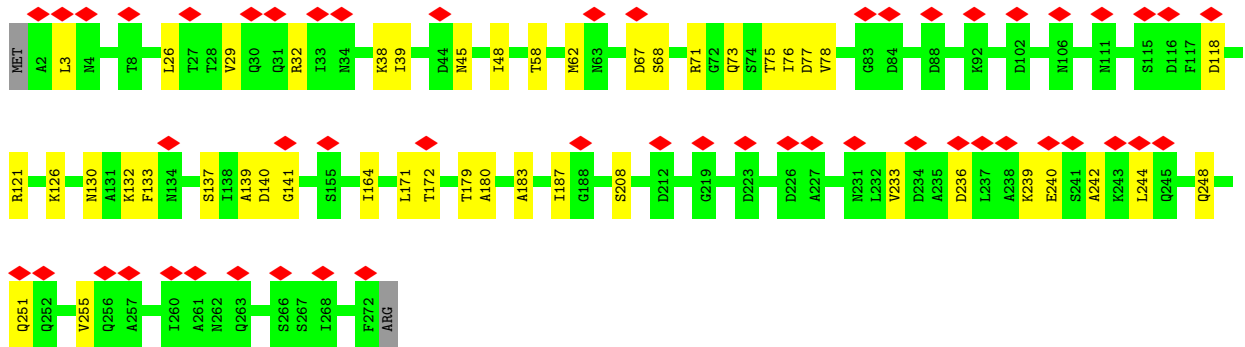 MET A2 L3 N4 T8 L26 T27 T28 V29 Q30 Q31 R32 I33 N34 K38 I39 D44 N45 I48 T58 M62 N63 D67 S68 R71 G72 Q73 S74 T75 I76 D77 V78 G83 D84 D88 K92 D102 N106 N111 S115 D116 F117 D118
R121 K126 N130 A131 K132 F133 N134 S137 I138 A139 D140 G141 S155 I164 L171 T172 T179 A180 A183 I187 G188 S208 D212 G219 D223 D226 A227 N231 L232 V233 D234 A235 D236 L237 A238 K239 E240 S241 A242 K243 L244 Q245 Q248
Q251 Q252 V255 Q256 A257 I260 A261 N262 Q263 S266 S267 I268 F272 ARG